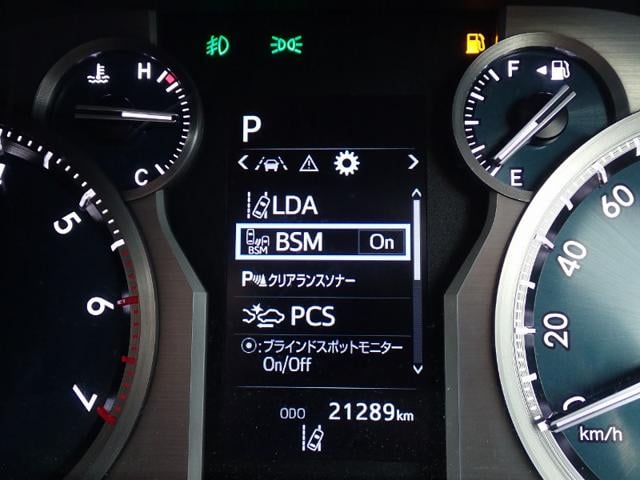 H
C
P
F
E
LDA
BSM
BSM On
Pクリアランスソナー
PCS
:ブラインドスポットモニター
On/Off
ODO 21289km
5
6
7
60
40
20
0
km/h